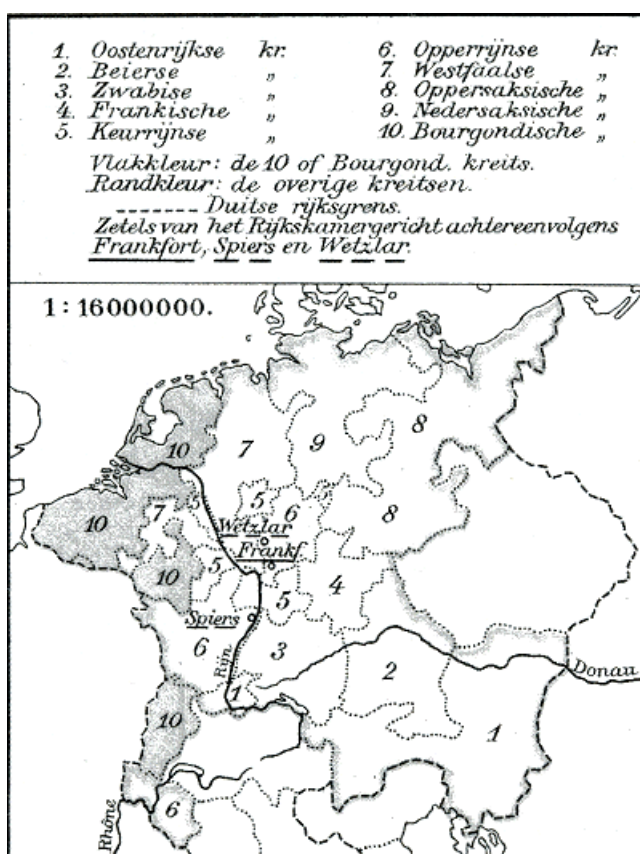 1. Oostenrijkse kr.
2 Beierse „
3. Zwabise „
4. Frankische „
5. Keurrijnse „
6. Opperrijnse kr.
7. Westfaalse „
8. Oppersaksische „
9. Nedersaksische „
10. Bourgondische „
Vlakkleur: de 10 of Bourgond. kreits.
Randkleur: de overige kreitsen.
------- Duitse rijksgrens.
Zetels van het Rijkskamergericht achtereenvolgens
Frankfort, Spiers en Wetzlar.
1:16000000.
10
7
9
8
10
7
5
5
6
8
Wetzlar
Frankf.
10
5
5
4
Spiers
6
Rijn
3
2
Donau
1
10
1
6
Rhône